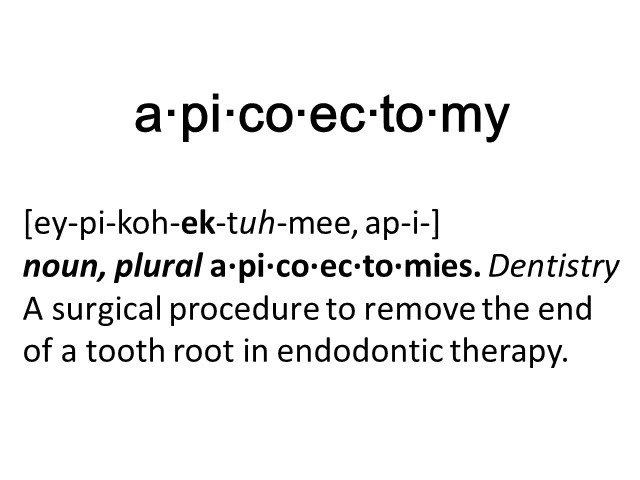 a·pi·co·ec·to·my
[ey-pi-koh-ek-tuh-mee, ap-i-]
noun, plural a·pi·co·ec·to·mies. Dentistry
A surgical procedure to remove the end
of a tooth root in endodontic therapy.